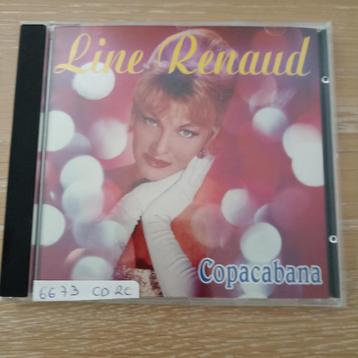 Line Renaud
Copacabana
6673 CD RC